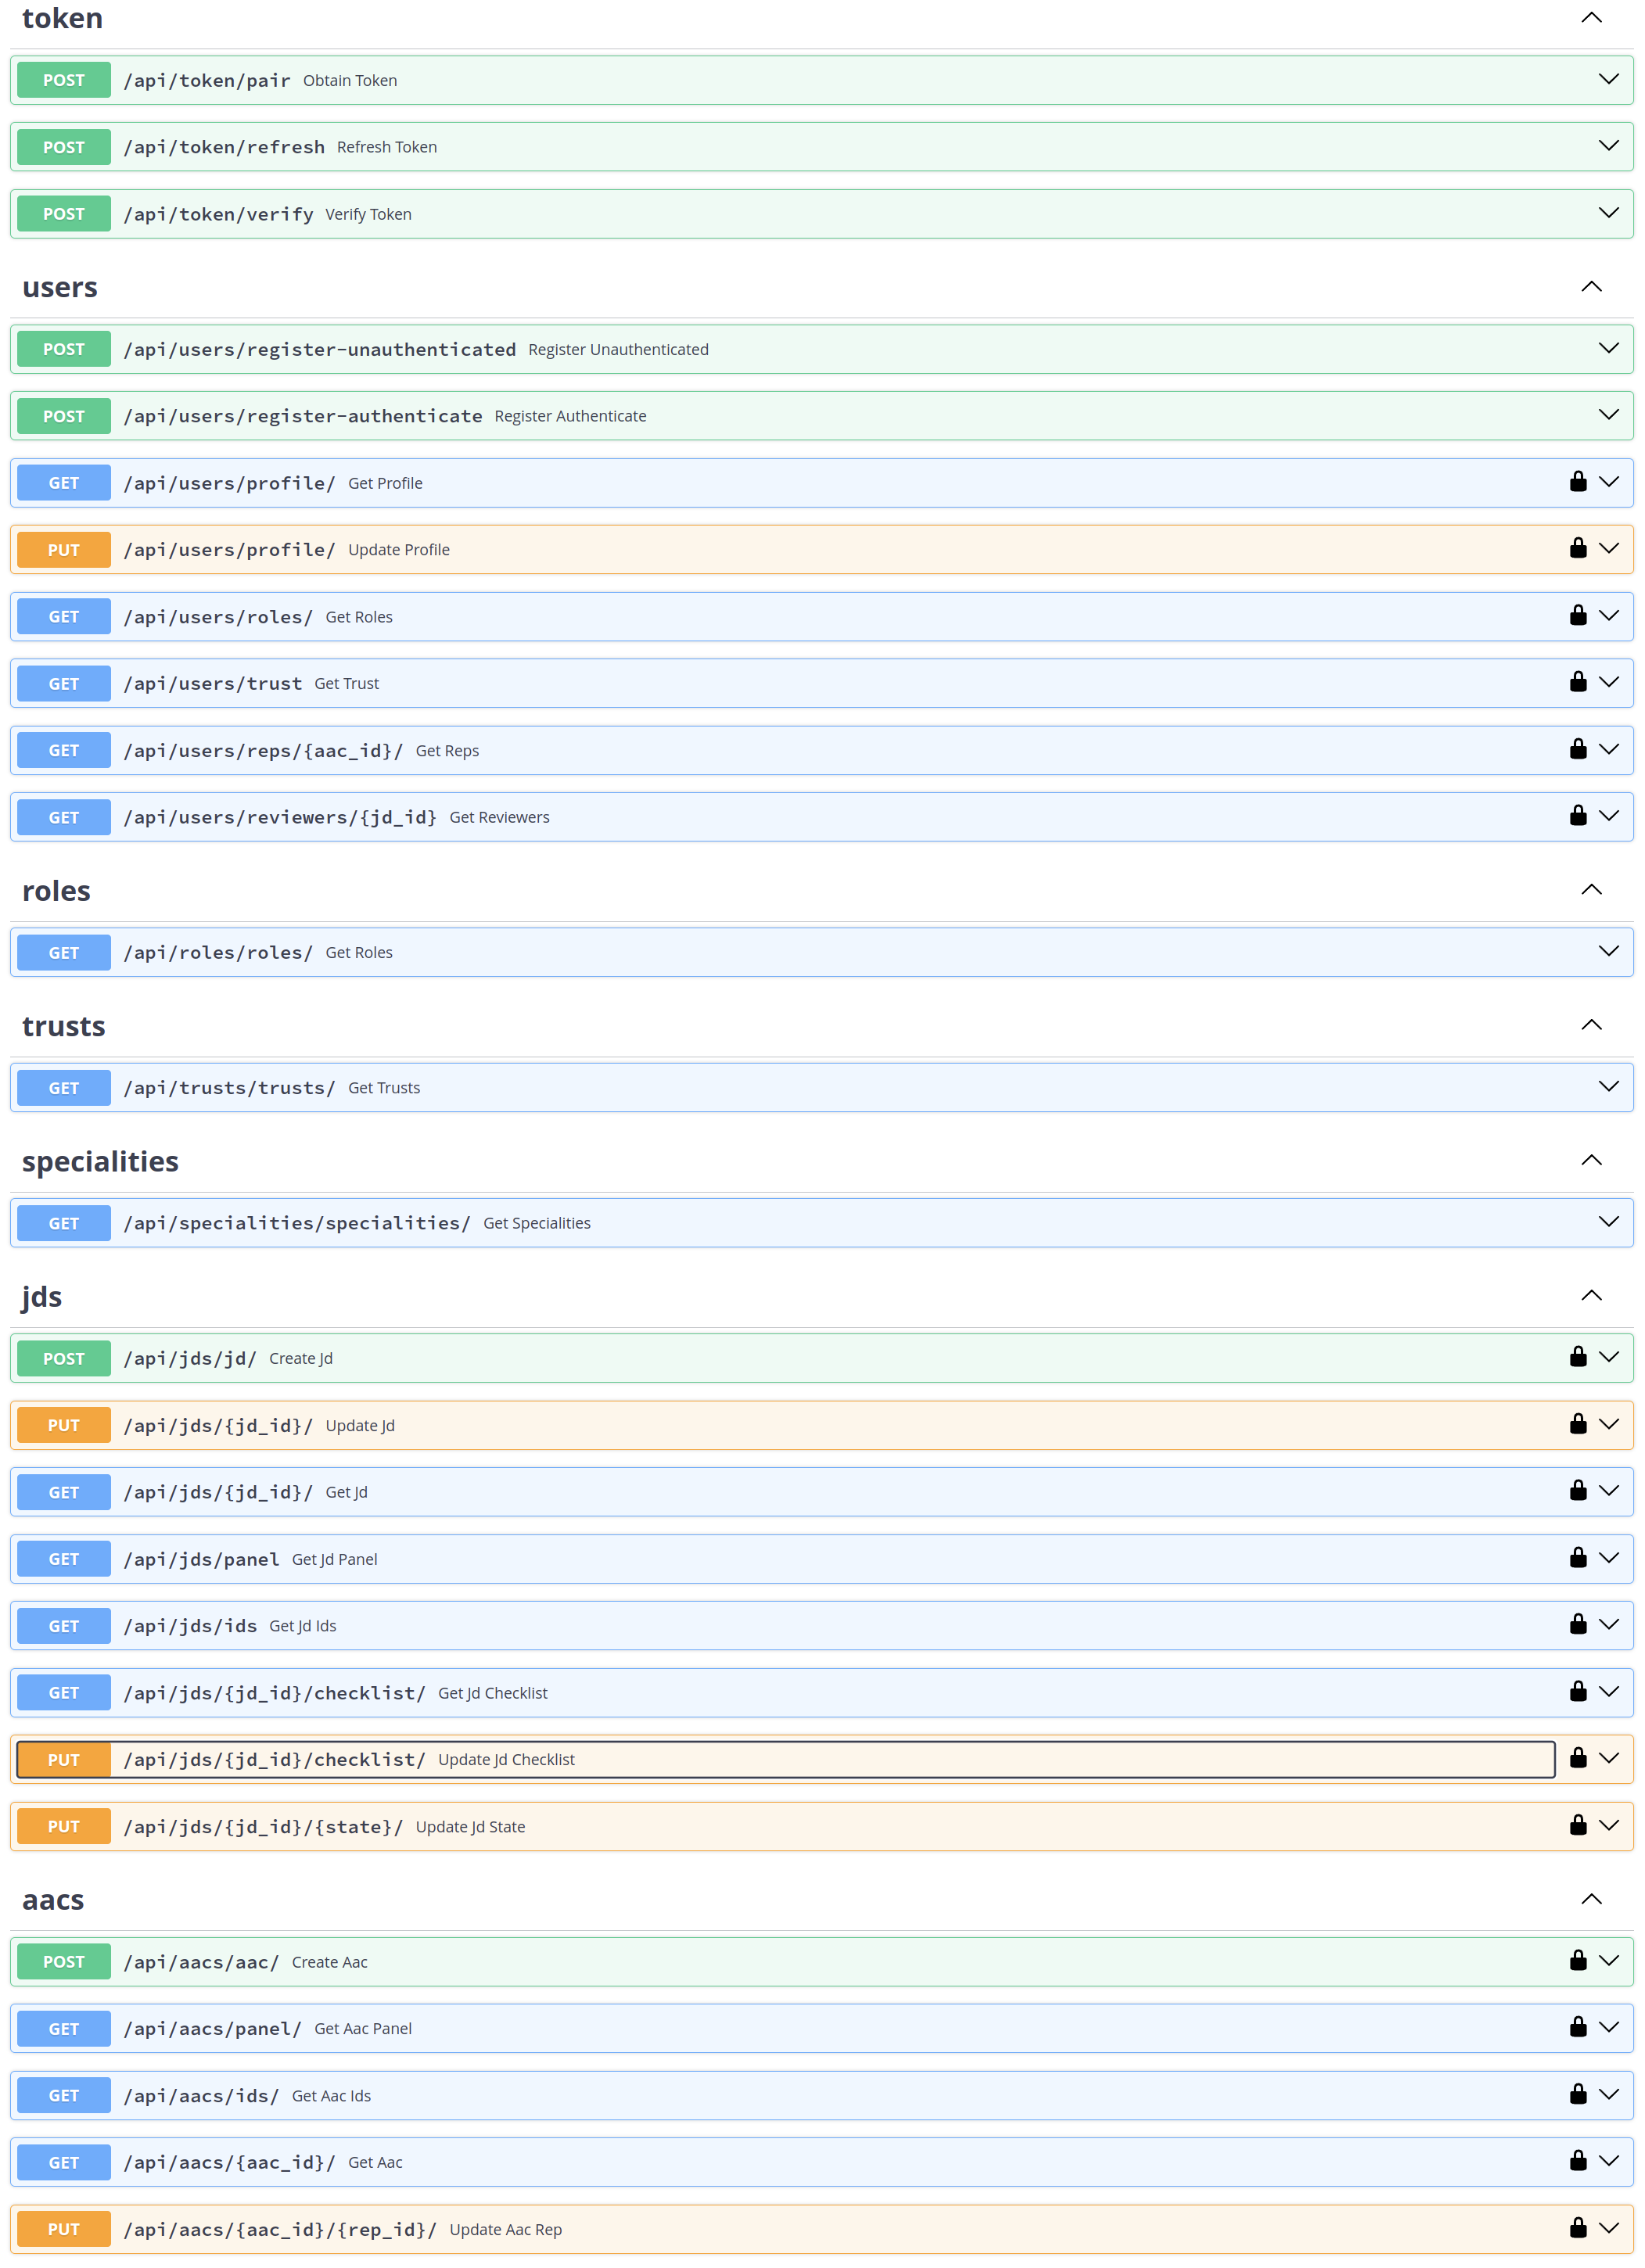 token
POST /api/token/pair Obtain Token
POST /api/token/refresh Refresh Token
POST /api/token/verify Verify Token
users
POST /api/users/register-unauthenticated Register Unauthenticated
POST /api/users/register-authenticate Register Authenticate
GET /api/users/profile/ Get Profile
PUT /api/users/profile/ Update Profile
GET /api/users/roles/ Get Roles
GET /api/users/trust Get Trust
GET /api/users/reps/{aac_id}/ Get Reps
GET /api/users/reviewers/{jd_id} Get Reviewers
roles
GET /api/roles/roles/ Get Roles
trusts
GET /api/trusts/trusts/ Get Trusts
specialities
GET /api/specialities/specialities/ Get Specialities
jds
POST /api/jds/jd/ Create Jd
PUT /api/jds/{jd_id}/ Update Jd
GET /api/jds/{jd_id}/ Get Jd
GET /api/jds/panel Get Jd Panel
GET /api/jds/ids Get Jd Ids
GET /api/jds/{jd_id}/checklist/ Get Jd Checklist
PUT /api/jds/{jd_id}/checklist/ Update Jd Checklist
PUT /api/jds/{jd_id}/{state}/ Update Jd State
aacs
POST /api/aacs/aac/ Create Aac
GET /api/aacs/panel/ Get Aac Panel
GET /api/aacs/ids/ Get Aac Ids
GET /api/aacs/{aac_id}/ Get Aac
PUT /api/aacs/{aac_id}/{rep_id}/ Update Aac Rep